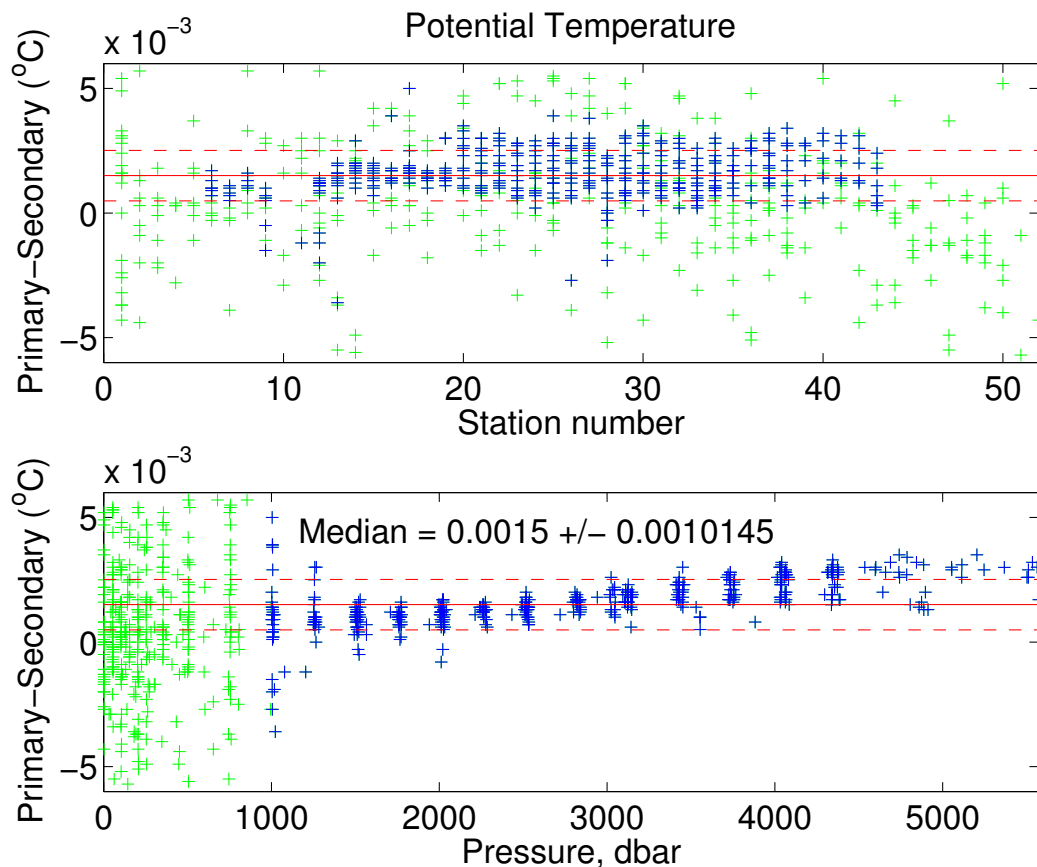 Potential Temperature
x 10⁻³
Primary−Secondary (°C)
5
0
−5
0 10 20 30 40 50
Station number
x 10⁻³
Primary−Secondary (°C)
Median = 0.0015 +/− 0.0010145
5
0
−5
0 1000 2000 3000 4000 5000
Pressure, dbar